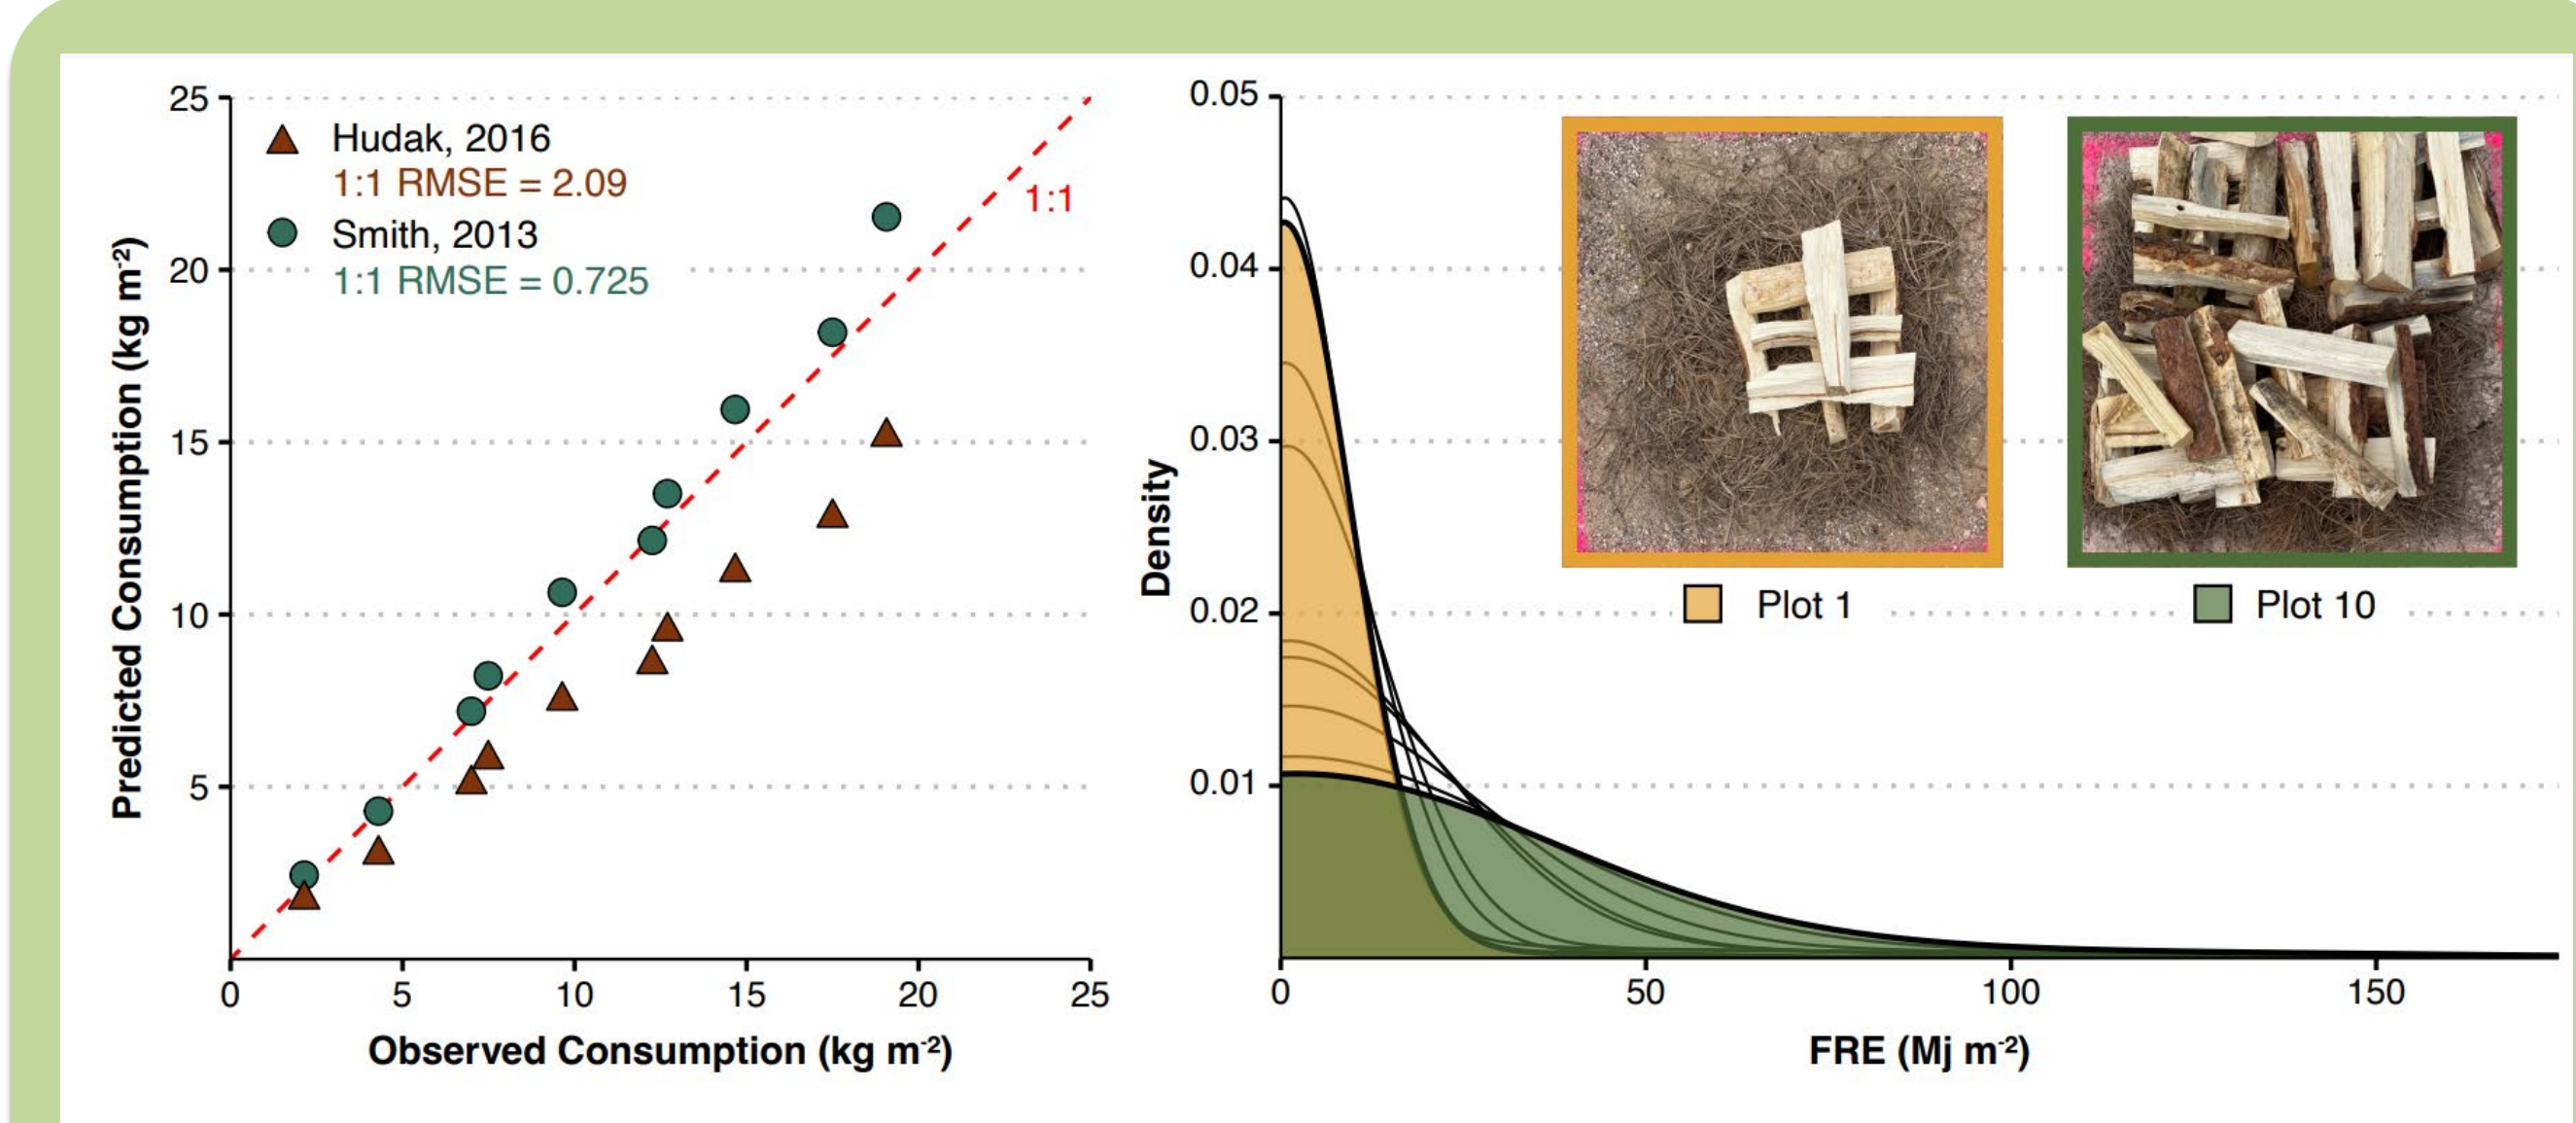 25
20
15
10
5
0
5
10
15
20
25
Predicted Consumption (kg m⁻²)
Observed Consumption (kg m⁻²)
Hudak, 2016
1:1 RMSE = 2.09
Smith, 2013
1:1 RMSE = 0.725
1:1
0.05
0.04
0.03
0.02
0.01
0
50
100
150
Density
FRE (Mj m⁻²)
Plot 1
Plot 10